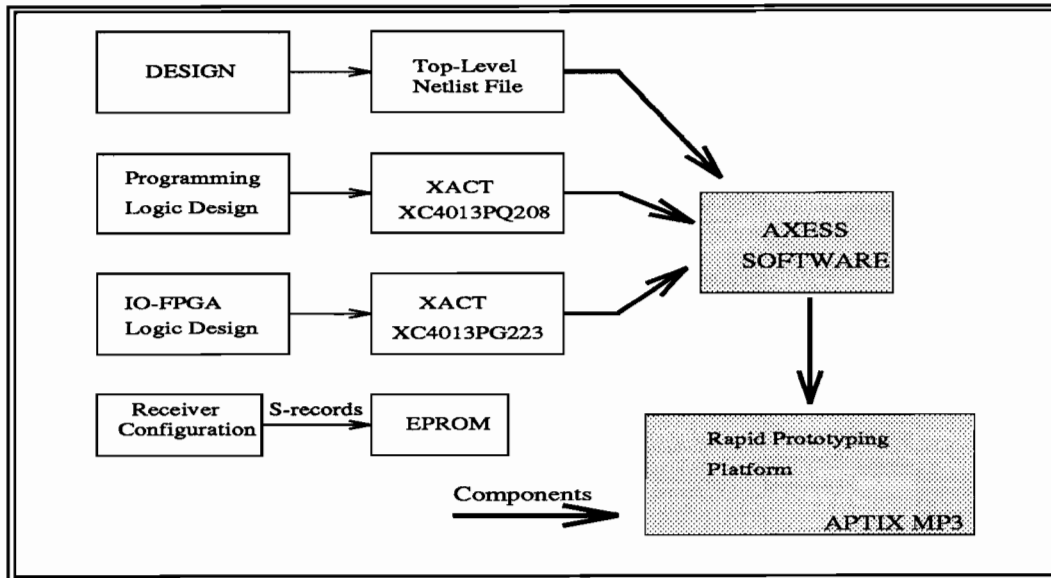 DESIGN
Top-Level
Netlist File
Programming
Logic Design
XACT
XC4013PQ208
AXESS
SOFTWARE
IO-FPGA
Logic Design
XACT
XC4013PG223
Receiver
Configuration
S-records
EPROM
Rapid Prototyping
Platform
Components
APTIX MP3